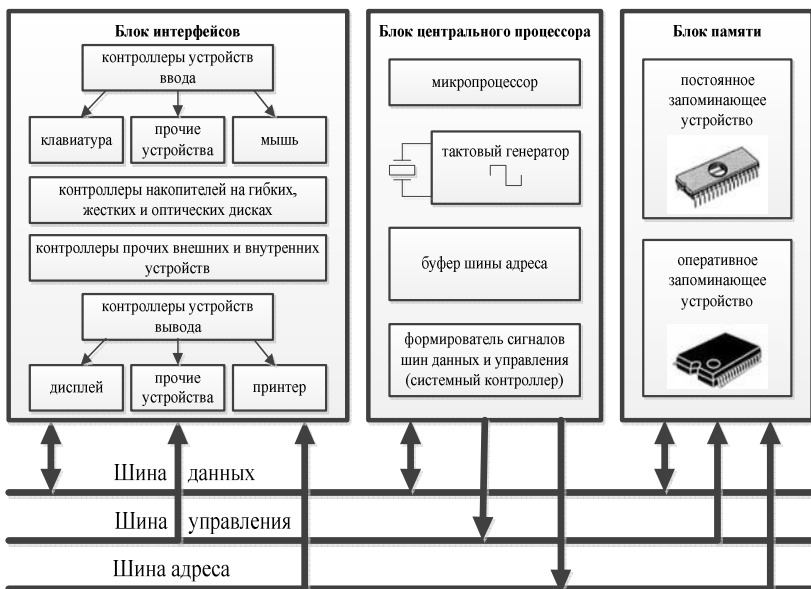 Блок интерфейсов
контроллеры устройств
ввода
клавиатура
прочие
устройства
мышь
контроллеры накопителей на гибких,
жестких и оптических дисках
контроллеры прочих внешних и внутренних
устройств
контроллеры устройств
вывода
дисплей
прочие
устройства
принтер
Блок центрального процессора
микропроцессор
тактовый генератор
буфер шины адреса
формирователь сигналов
шин данных и управления
(системный контроллер)
Блок памяти
постоянное
запоминающее
устройство
оперативное
запоминающее
устройство
Шина данных
Шина управления
Шина адреса